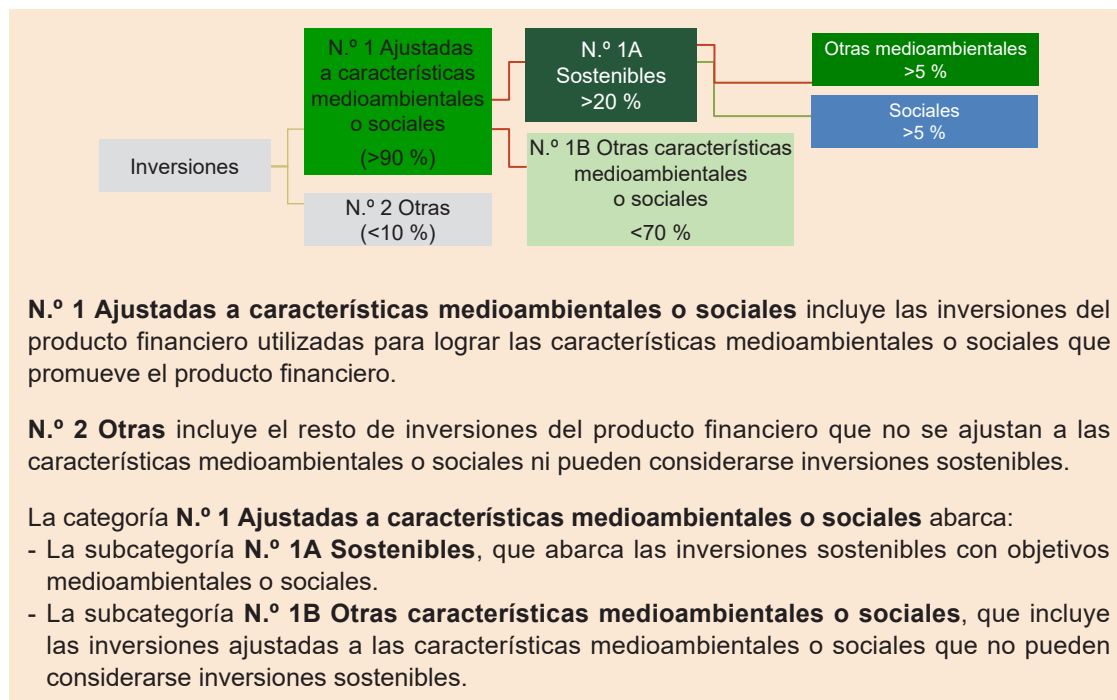 Inversiones
N.º 1 Ajustadas
a características
medioambientales
o sociales
(>90 %)
N.º 2 Otras
(<10 %)
N.º 1A
Sostenibles
>20 %
N.º 1B Otras características
medioambientales
o sociales
<70 %
Otras medioambientales
>5 %
Sociales
>5 %
N.º 1 Ajustadas a características medioambientales o sociales incluye las inversiones del
producto financiero utilizadas para lograr las características medioambientales o sociales que
promueve el producto financiero.
N.º 2 Otras incluye el resto de inversiones del producto financiero que no se ajustan a las
características medioambientales o sociales ni pueden considerarse inversiones sostenibles.
La categoría N.º 1 Ajustadas a características medioambientales o sociales abarca:
- La subcategoría N.º 1A Sostenibles, que abarca las inversiones sostenibles con objetivos
medioambientales o sociales.
- La subcategoría N.º 1B Otras características medioambientales o sociales, que incluye
las inversiones ajustadas a las características medioambientales o sociales que no pueden
considerarse inversiones sostenibles.